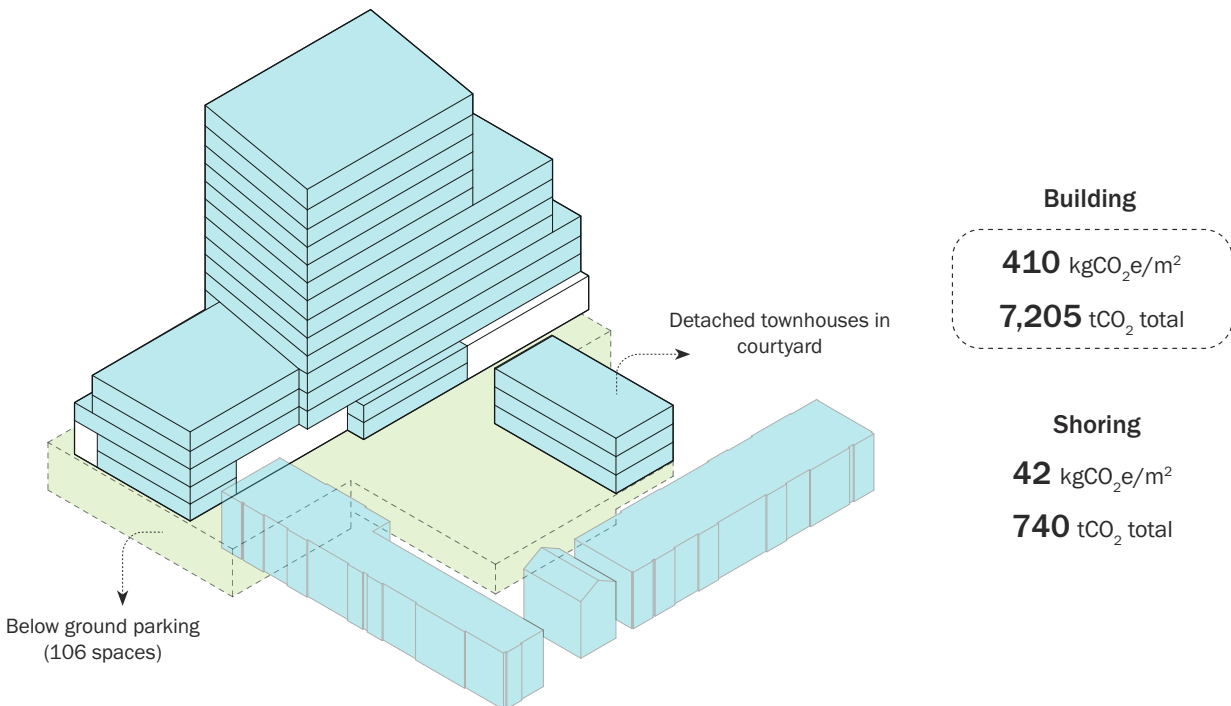 Building
410 kgCO₂e/m²
7,205 tCO₂ total
Detached townhouses in
courtyard
Shoring
42 kgCO₂e/m²
740 tCO₂ total
Below ground parking
(106 spaces)